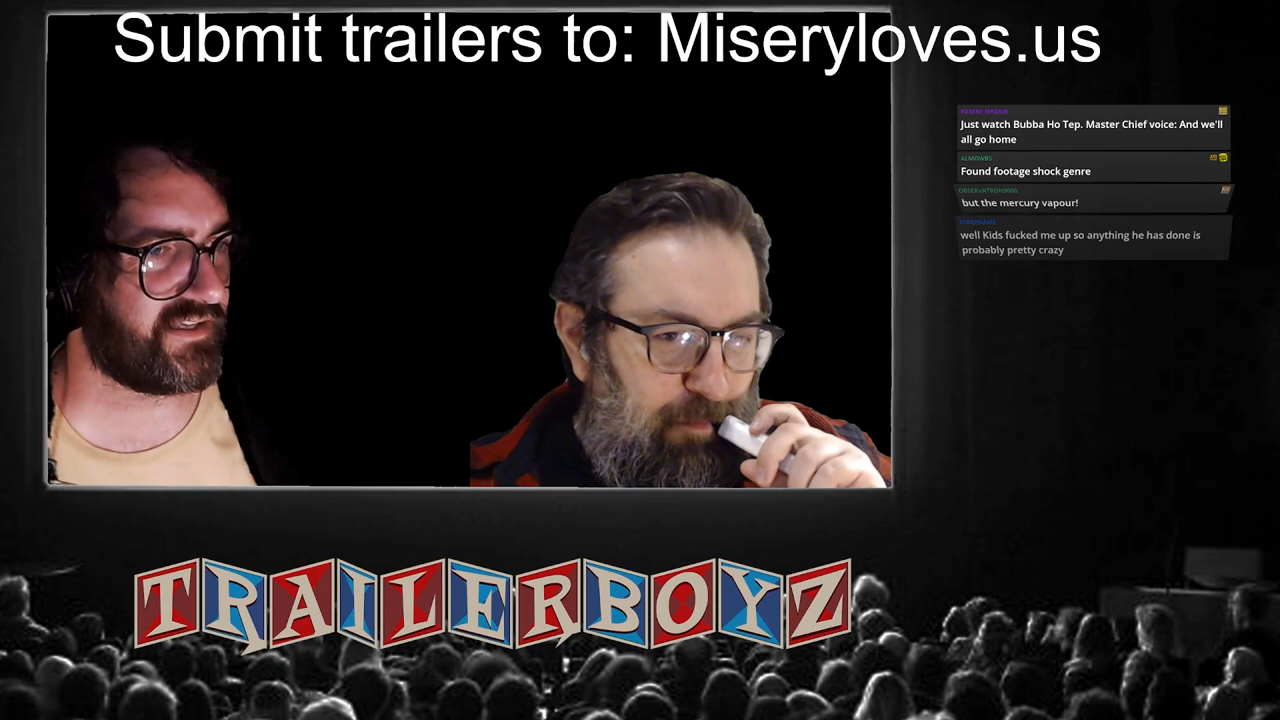 Submit trailers to: Miseryloves.us
Just watch Bubba Ho Tep. Master Chief voice: And we'll
all go home
ALMOWBS
Found footage shock genre
OBSERVATRON9000
but the mercury vapour!
well Kids fucked me up so anything he has done is
probably pretty crazy
TRAILERBOYZ